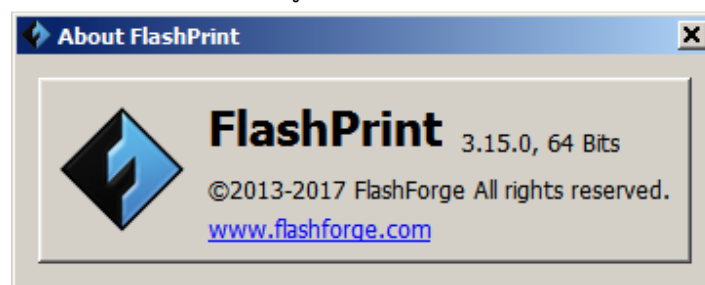 About FlashPrint
FlashPrint 3.15.0, 64 Bits
©2013-2017 FlashForge All rights reserved.
www.flashforge.com